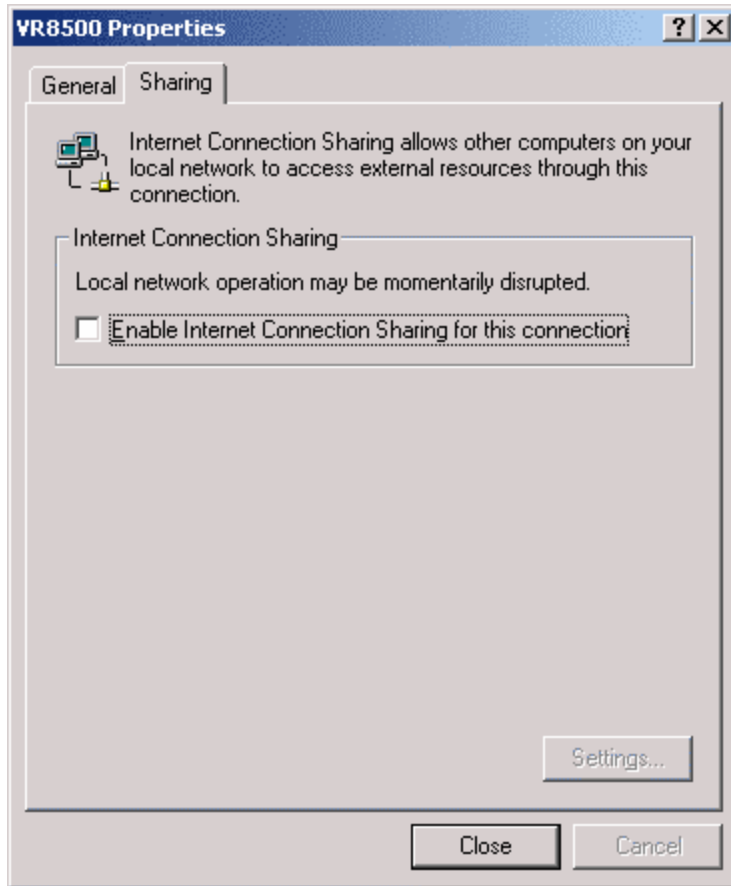 VR8500 Properties
General
Sharing
Internet Connection Sharing allows other computers on your
local network to access external resources through this
connection.
Internet Connection Sharing
Local network operation may be momentarily disrupted.
Enable Internet Connection Sharing for this connection
Settings...
Close
Cancel